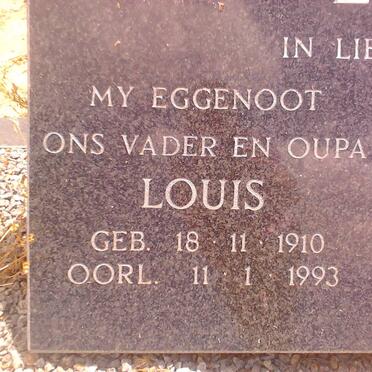 IN LIE
MY EGGENOOT
ONS VADER EN OUPA
LOUIS
GEB. 18 · 11 · 1910
OORL. 11 · 1 · 1993